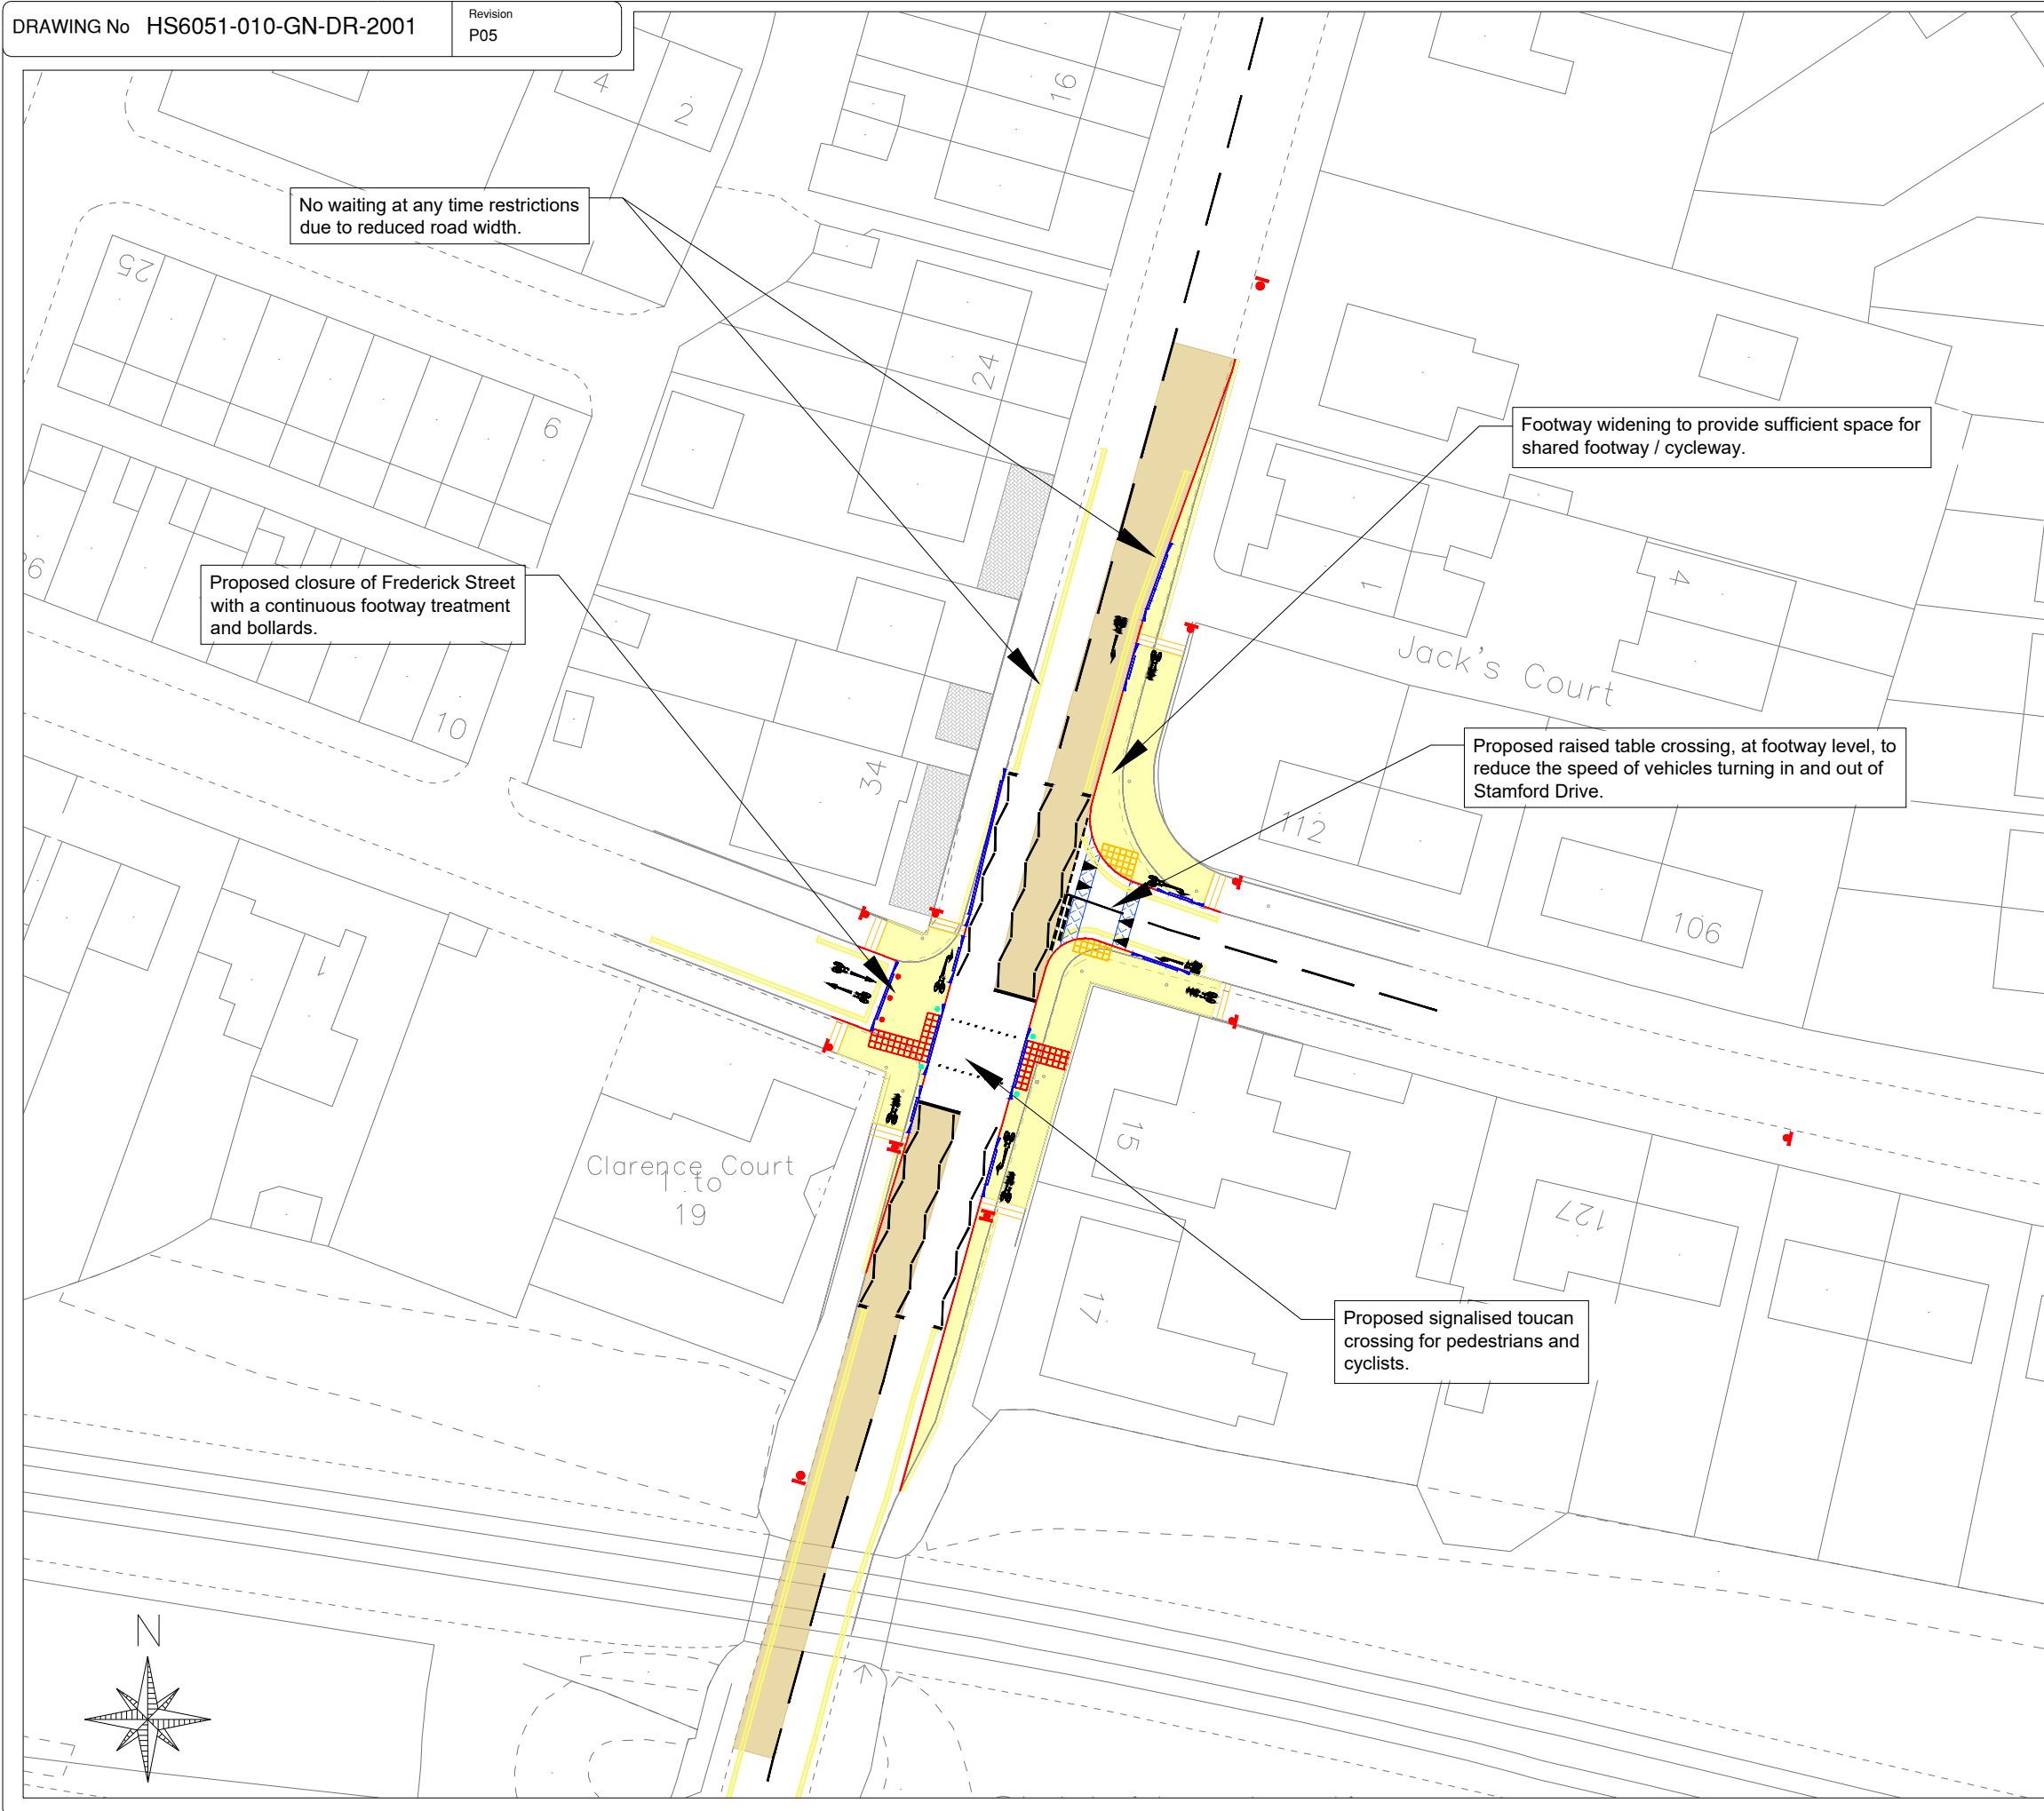 DRAWING No HS6051-010-GN-DR-2001
Revision
P05
4
2
16
No waiting at any time restrictions
due to reduced road width.
25
24
9
Footway widening to provide sufficient space for
shared footway / cycleway.
Proposed closure of Frederick Street
with a continuous footway treatment
and bollards.
1
4
Jack's Court
10
34
Proposed raised table crossing, at footway level, to
reduce the speed of vehicles turning in and out of
Stamford Drive.
112
106
1
15
Clarence Court
1 to
19
127
17
Proposed signalised toucan
crossing for pedestrians and
cyclists.
N